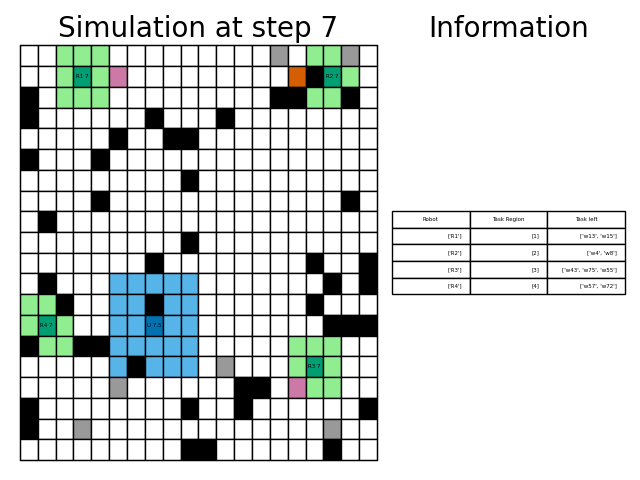 Simulation at step 7
Information
R1 7
R2 7
Robot
Task Region
Task left
['R1']
[1]
['w13', 'w15']
['R2']
[2]
['w4', 'w8']
['R3']
[3]
['w43', 'w75', 'w55']
['R4']
[4]
['w57', 'w72']
R4 7
U 7.5
R3 7